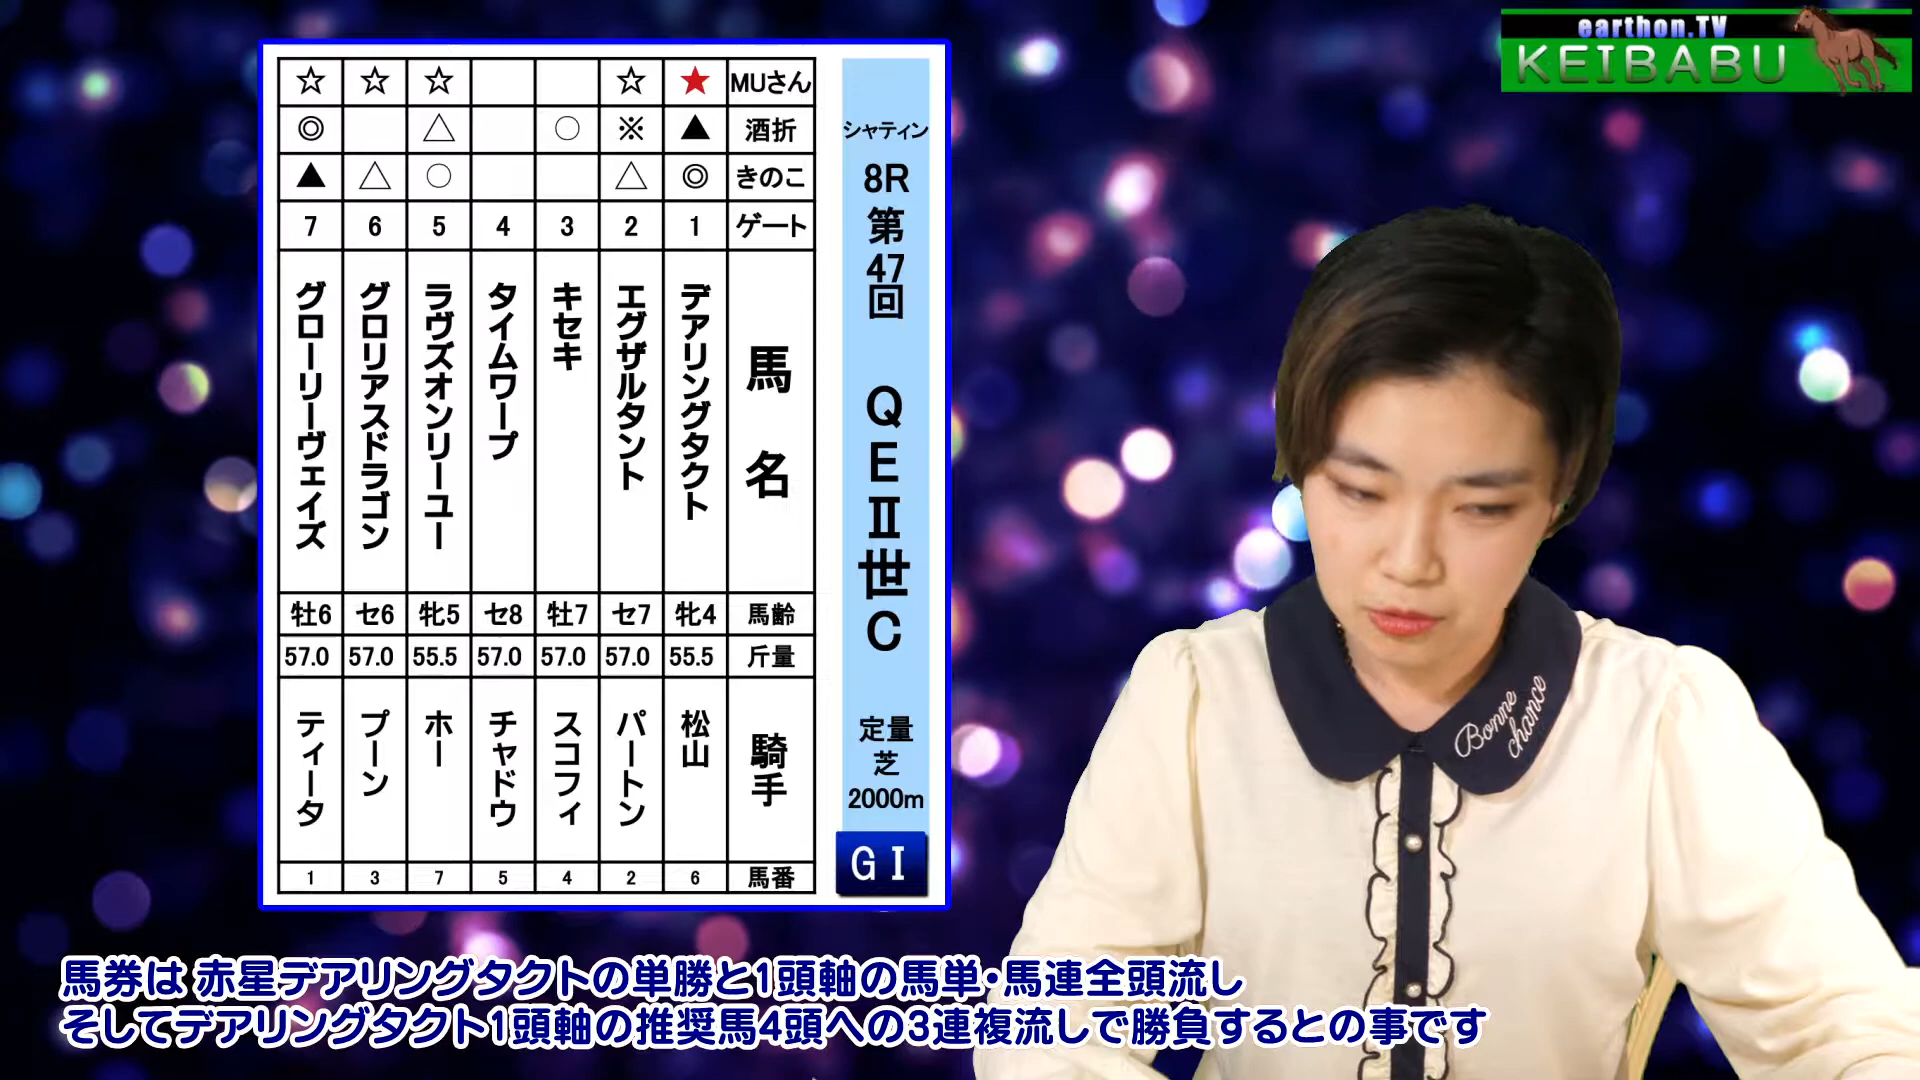 earthon.TV
KEIBABU
シャティン
8R
第47回
QEⅡ世C
定量
芝
2000m
GⅠ
☆ ☆ ☆ ☆ ★ MUさん
◎ △ ○ ※ ▲ 酒折
▲ △ ○ △ ◎ きのこ
7 6 5 4 3 2 1 ゲート
グローリーヴェイズ グロリアスドラゴン ラヴズオンリーユー タイムワープ キセキ エグザルタント デアリングタクト 馬名
牡6 セ6 牝5 セ8 牡7 セ7 牝4 馬齢
57.0 57.0 55.5 57.0 57.0 57.0 55.5 斤量
ティータ プーン ホー チャドウ スコフィ パートン 松山 騎手
1 3 7 5 4 2 6 馬番
Bonne
chance
馬券は 赤星デアリングタクトの単勝と1頭軸の馬単・馬連全頭流し
そしてデアリングタクト1頭軸の推奨馬4頭への3連複流しで勝負するとの事です